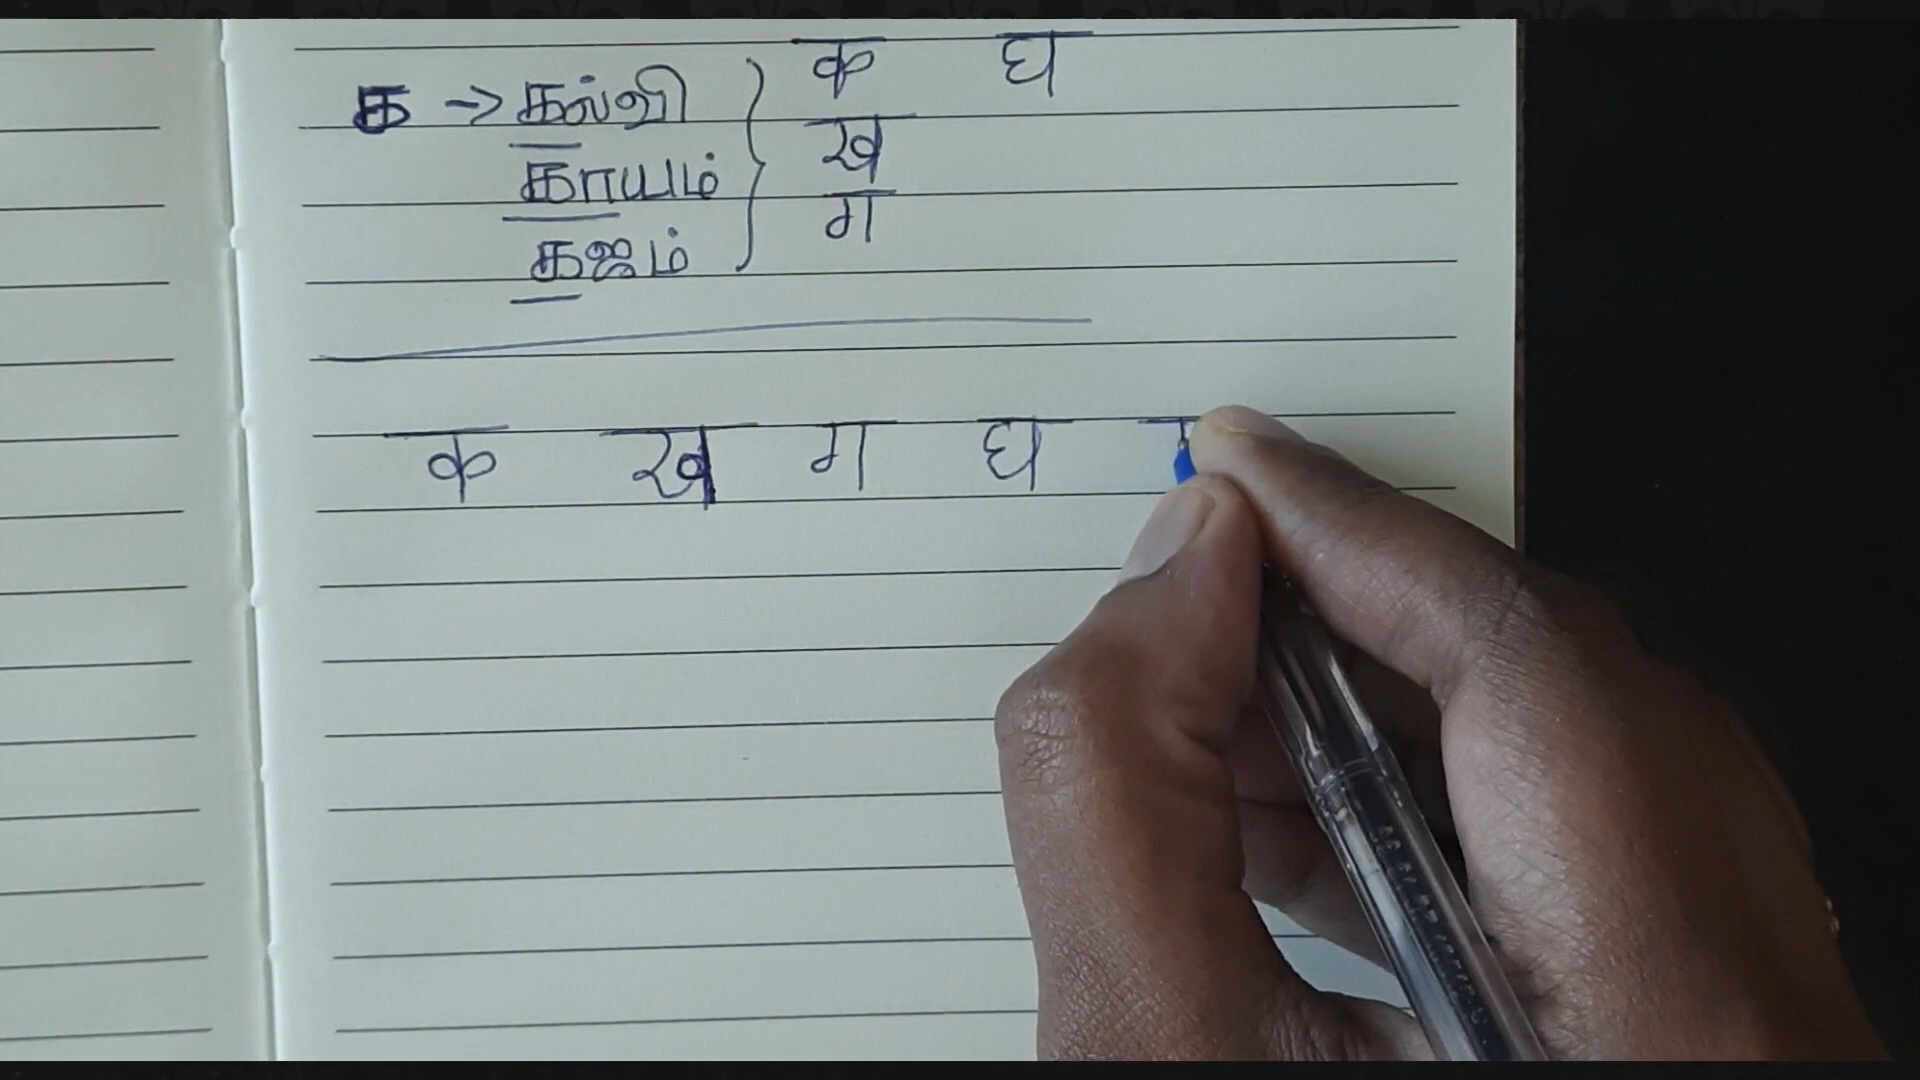 க -> கல்வி } क घ
காயம் ख
கஜம் ग
क ख ग घ